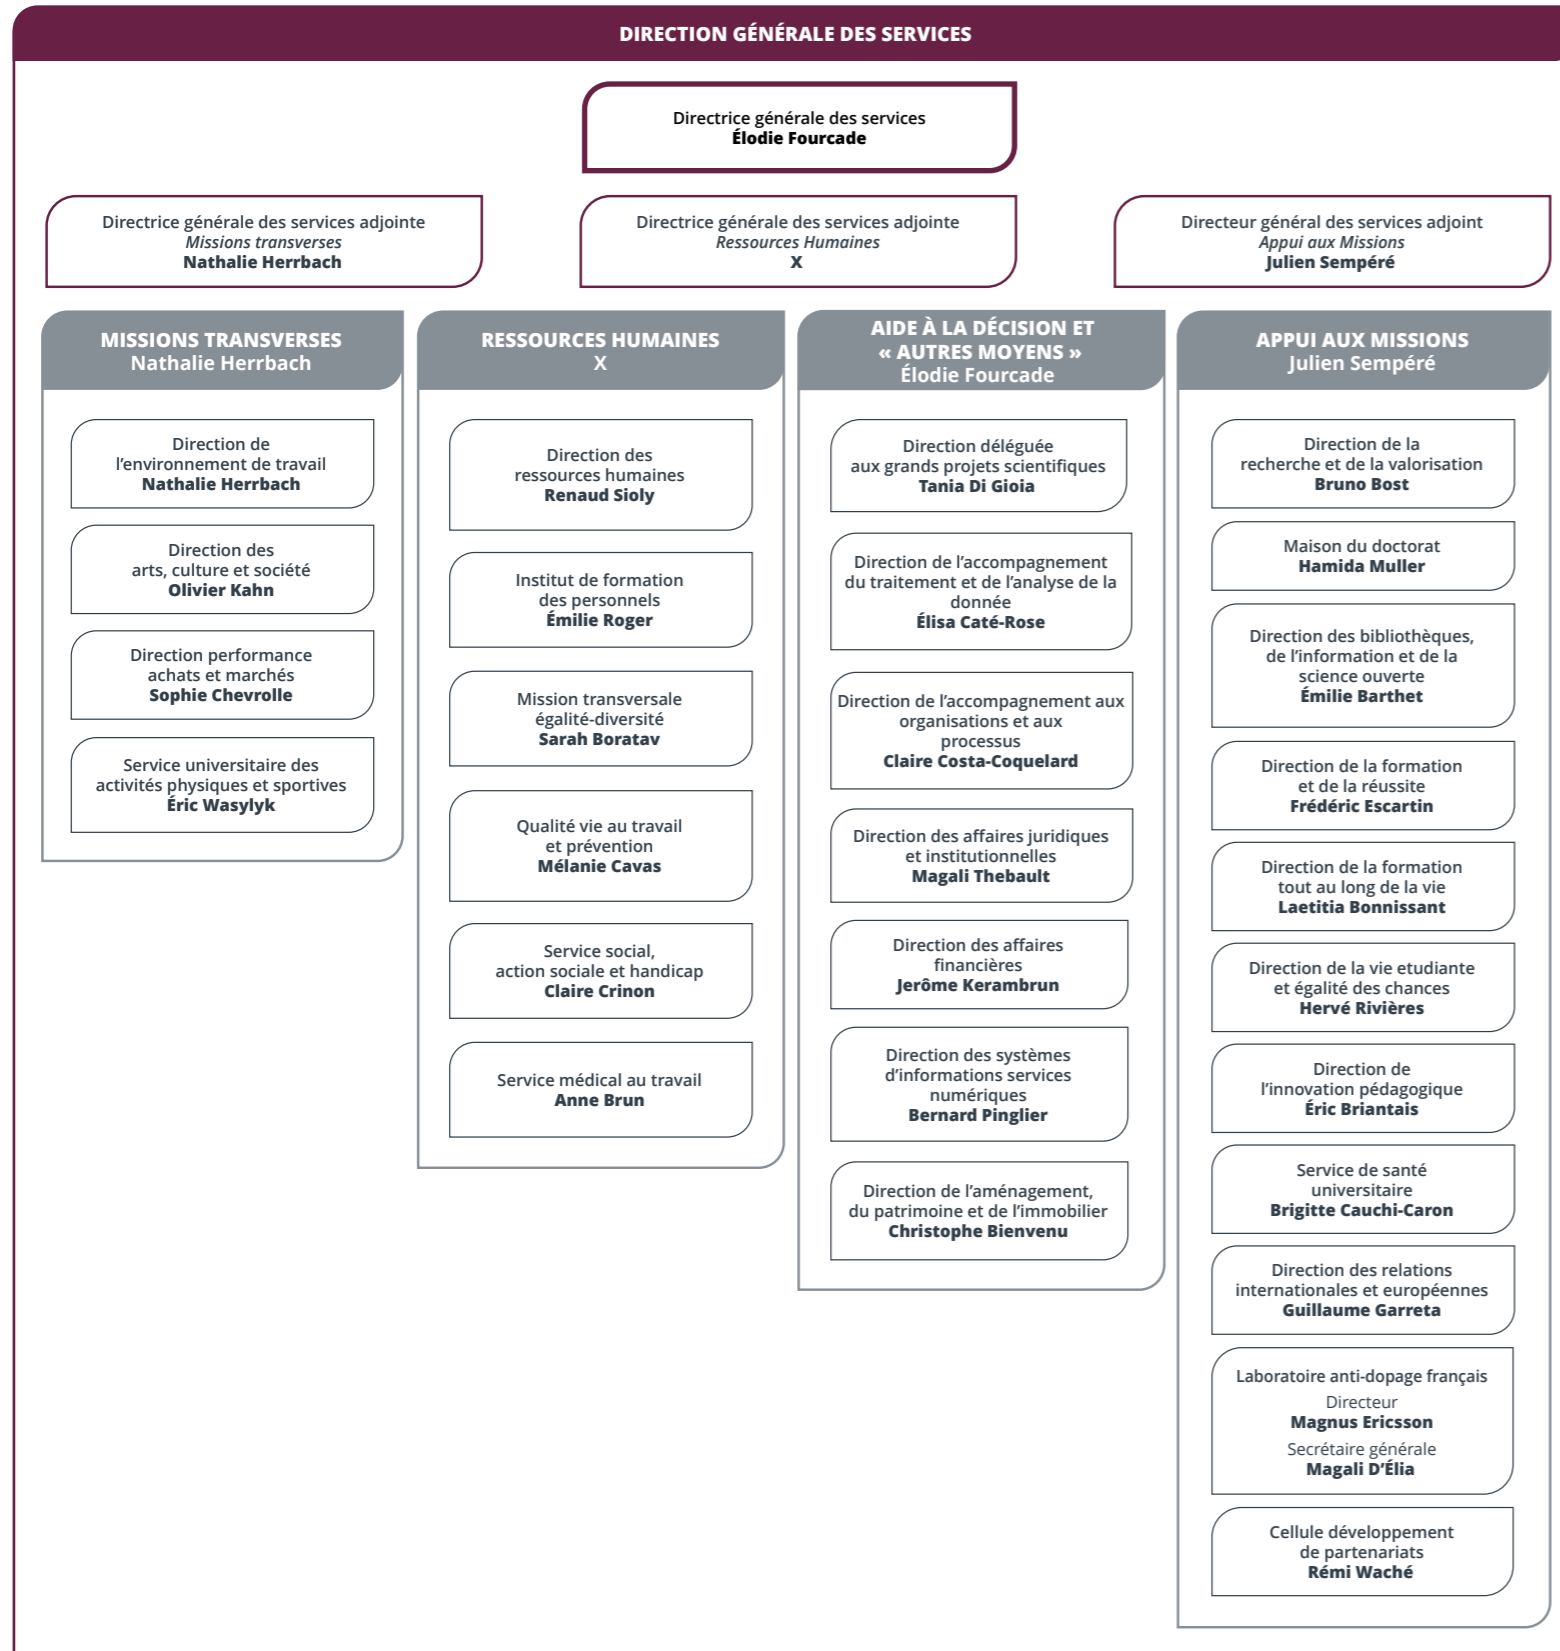 DIRECTION GÉNÉRALE DES SERVICES
Directrice générale des services
Élodie Fourcade
Directrice générale des services adjointe
Missions transverses
Nathalie Herrbach
Directrice générale des services adjointe
Ressources Humaines
X
Directeur général des services adjoint
Appui aux Missions
Julien Sempéré
MISSIONS TRANSVERSES
Nathalie Herrbach
Direction de
l’environnement de travail
Nathalie Herrbach
Direction des
arts, culture et société
Olivier Kahn
Direction performance
achats et marchés
Sophie Chevrolle
Service universitaire des
activités physiques et sportives
Éric Wasylyk
RESSOURCES HUMAINES
X
Direction des
ressources humaines
Renaud Sioly
Institut de formation
des personnels
Émilie Roger
Mission transversale
égalité-diversité
Sarah Boratav
Qualité vie au travail
et prévention
Mélanie Cavas
Service social,
action sociale et handicap
Claire Crinon
Service médical au travail
Anne Brun
AIDE À LA DÉCISION ET
« AUTRES MOYENS »
Élodie Fourcade
Direction déléguée
aux grands projets scientifiques
Tania Di Gioia
Direction de l’accompagnement
du traitement et de l’analyse de la
donnée
Élisa Caté-Rose
Direction de l’accompagnement aux
organisations et aux
processus
Claire Costa-Coquelard
Direction des affaires juridiques
et institutionnelles
Magali Thebault
Direction des affaires
financières
Jerôme Kerambrun
Direction des systèmes
d’informations services
numériques
Bernard Pinglier
Direction de l’aménagement,
du patrimoine et de l’immobilier
Christophe Bienvenu
APPUI AUX MISSIONS
Julien Sempéré
Direction de la
recherche et de la valorisation
Bruno Bost
Maison du doctorat
Hamida Muller
Direction des bibliothèques,
de l’information et de la
science ouverte
Émilie Barthet
Direction de la formation
et de la réussite
Frédéric Escartin
Direction de la formation
tout au long de la vie
Laetitia Bonnissant
Direction de la vie etudiante
et égalité des chances
Hervé Rivières
Direction de
l’innovation pédagogique
Éric Briantais
Service de santé
universitaire
Brigitte Cauchi-Caron
Direction des relations
internationales et européennes
Guillaume Garreta
Laboratoire anti-dopage français
Directeur
Magnus Ericsson
Secrétaire générale
Magali D’Élia
Cellule développement
de partenariats
Rémi Waché